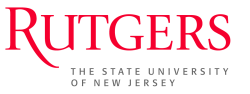 RUTGERS
THE STATE UNIVERSITY
OF NEW JERSEY